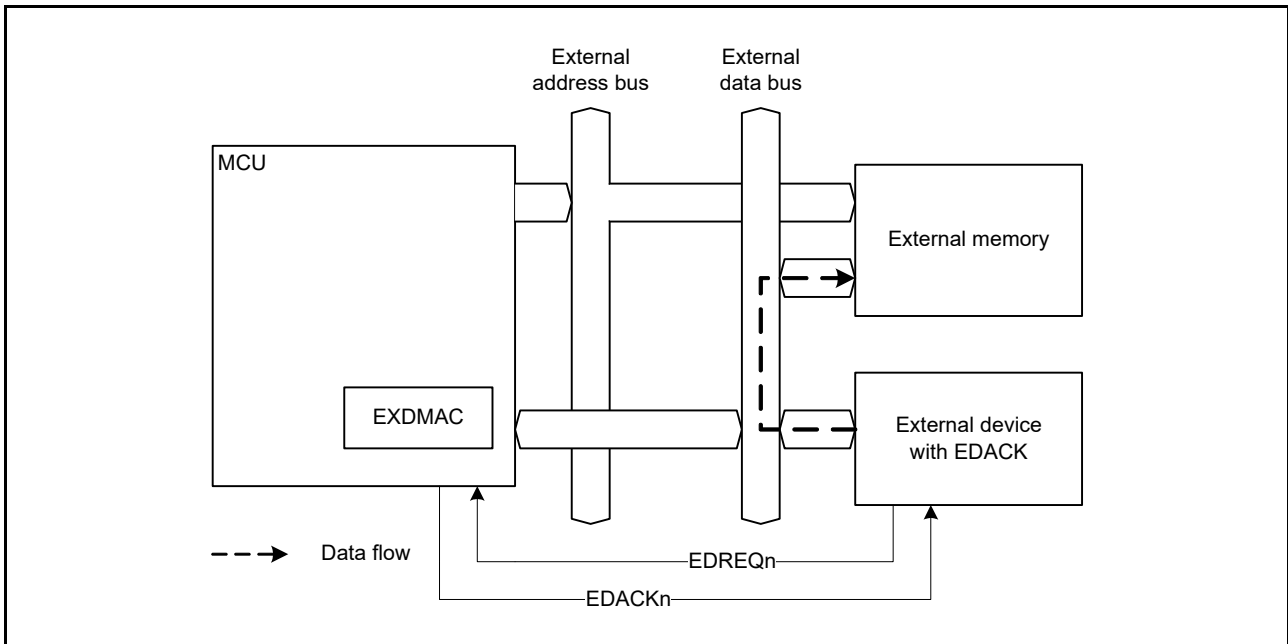 External
address bus
External
data bus
MCU
External memory
EXDMAC
External device
with EDACK
Data flow
EDREQn
EDACKn